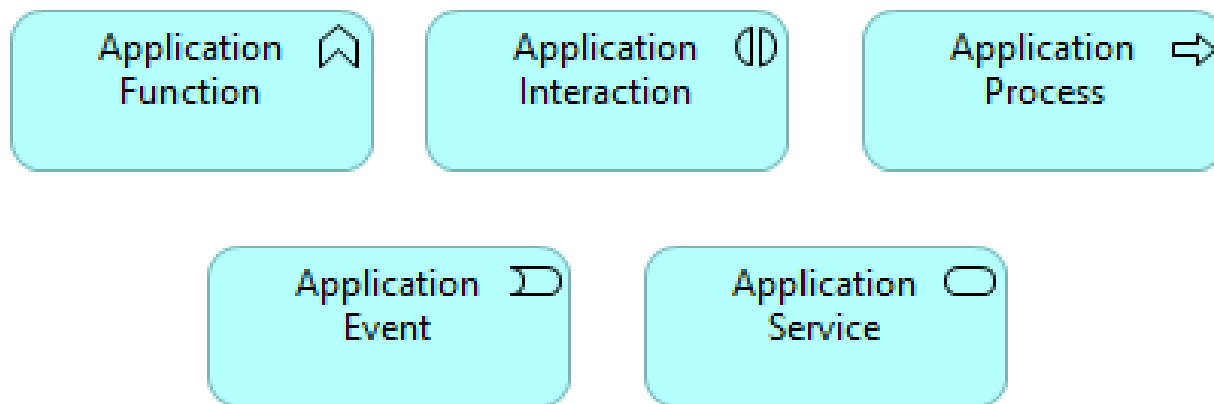 Application
Function
Application
Interaction
Application
Process
Application
Event
Application
Service